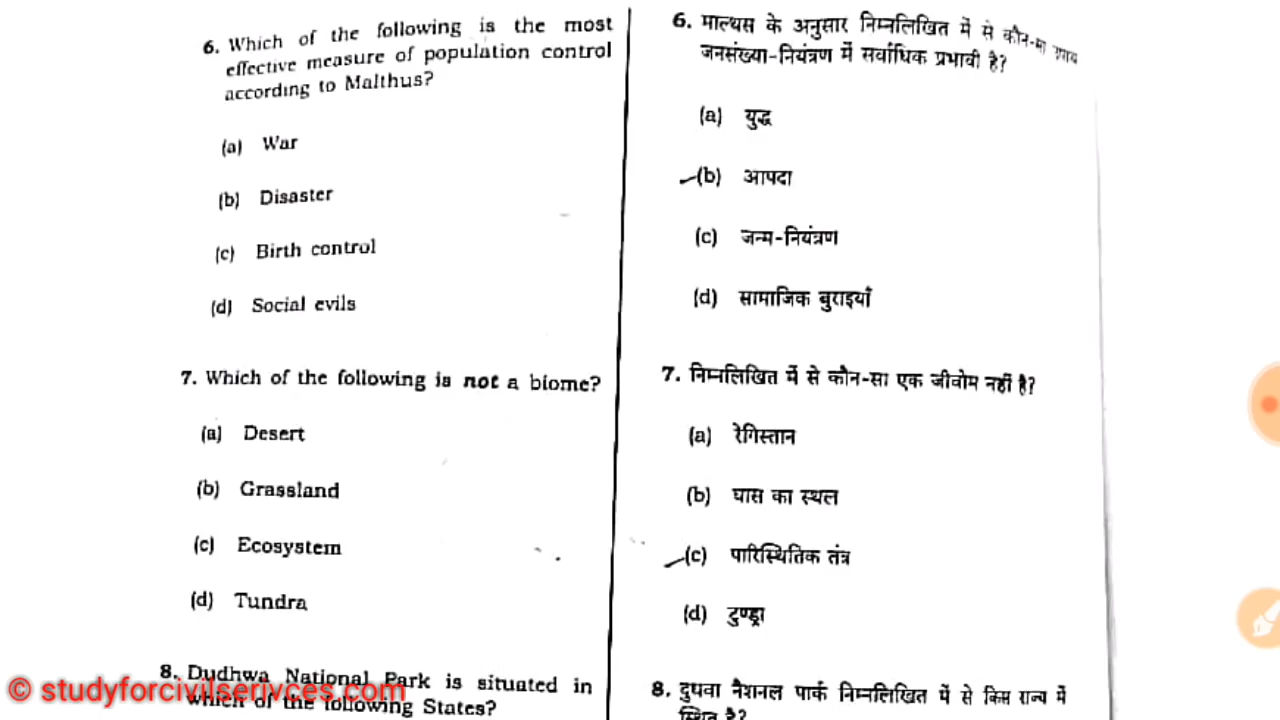 6. Which of the following is the most
effective measure of population control
according to Malthus?
(a) War
(b) Disaster
(c) Birth control
(d) Social evils
7. Which of the following is not a biome?
(a) Desert
(b) Grassland
(c) Ecosystem
(d) Tundra
8. Dudhwa National Park is situated in
which of the following States?
6. माल्थस के अनुसार निम्नलिखित में से कौन-सा उपाय
जनसंख्या-नियंत्रण में सर्वाधिक प्रभावी है?
(a) युद्ध
(b) आपदा
(c) जन्म-नियंत्रण
(d) सामाजिक बुराइयाँ
7. निम्नलिखित में से कौन-सा एक जीवोम नहीं है?
(a) रेगिस्तान
(b) घास का स्थल
(c) पारिस्थितिक तंत्र
(d) टुण्ड्रा
8. दुधवा नैशनल पार्क निम्नलिखित में से किस राज्य में
स्थित है?
© studyforcivilserivces.com